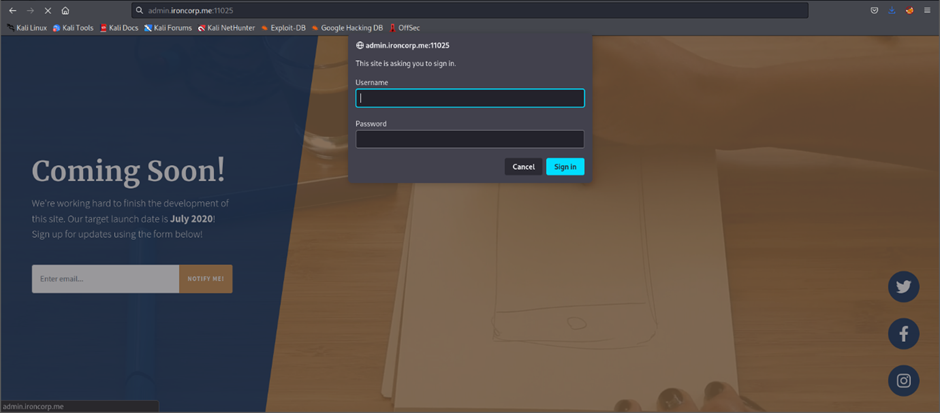 admin.ironcorp.me:11025
Kali Linux Kali Tools Kali Docs Kali Forums Kali NetHunter Exploit-DB Google Hacking DB OffSec
admin.ironcorp.me:11025
This site is asking you to sign in.
Username
Password
Cancel Sign in
Coming Soon!
We're working hard to finish the development of
this site. Our target launch date is July 2020!
Sign up for updates using the form below!
Enter email... NOTIFY ME!
admin.ironcorp.me